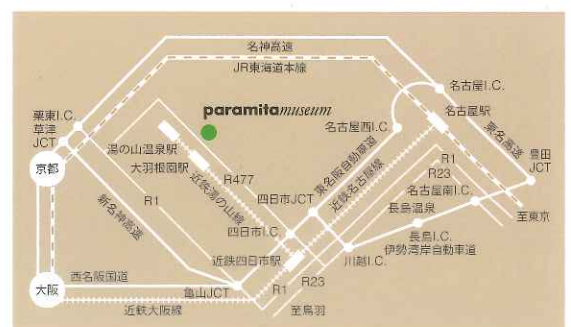 名神高速
JR東海道本線
名古屋I.C.
栗東I.C.
草津
JCT
paramitamuseum
名古屋駅
名古屋西I.C.
東名高速
豊田
JCT
京都
湯の山温泉駅
大羽根園駅
R477
東名阪自動車道
近鉄名古屋線
R1
R23
近鉄湯の山線
名古屋南I.C.
R1
四日市JCT
長島温泉
至東京
新名神高速
四日市I.C.
長島I.C.
伊勢湾岸自動車道
川越I.C.
近鉄四日市駅
大阪
西名阪国道
亀山JCT
R1
R23
近鉄大阪線
至鳥羽